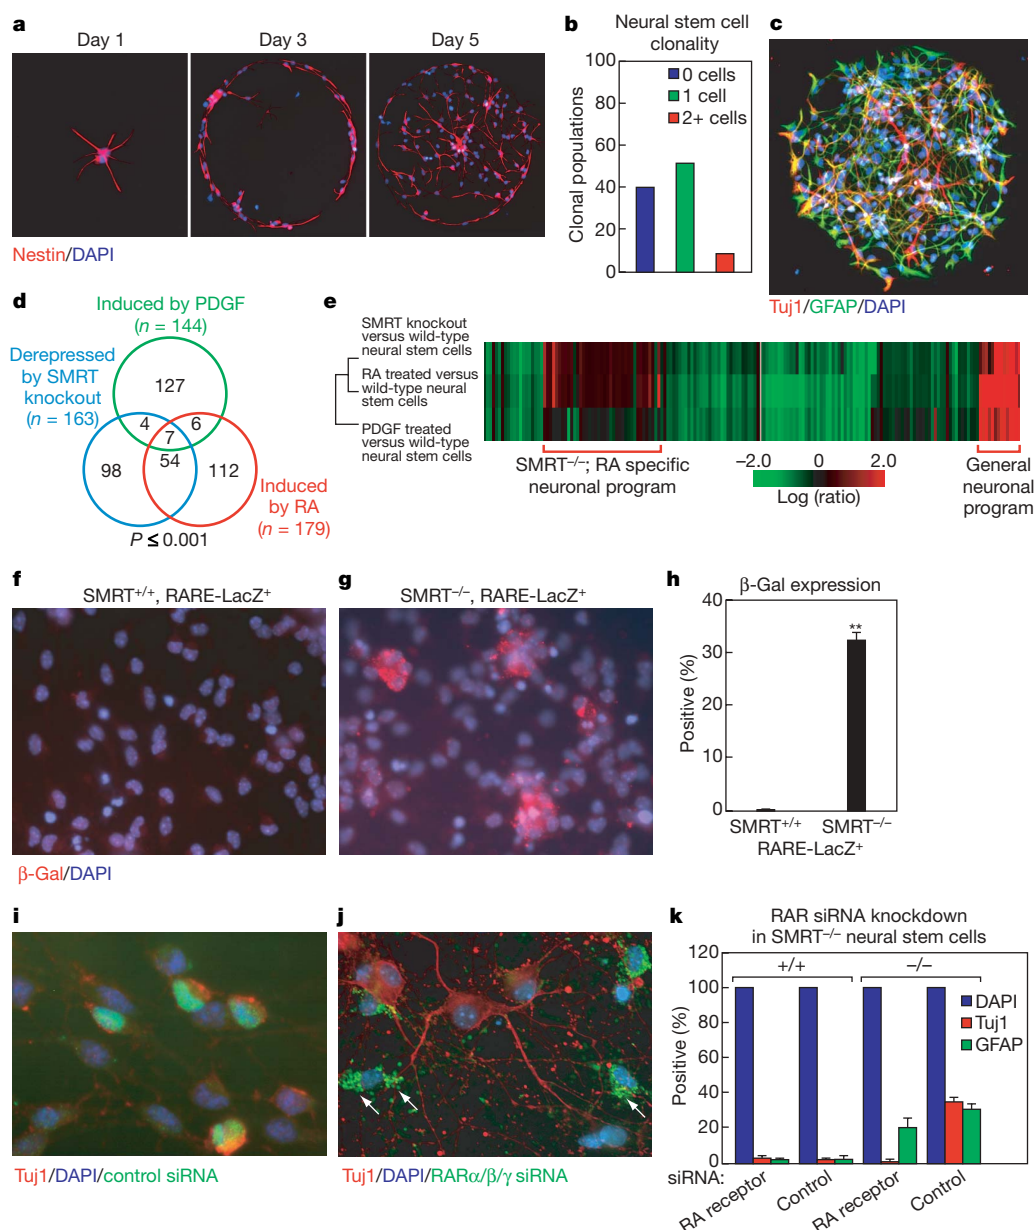 a
Day 1
Day 3
Day 5
Nestin/DAPI
b
Neural stem cell
clonality
Clonal populations
100
80
60
40
20
0
0 cells
1 cell
2+ cells
c
Tuj1/GFAP/DAPI
d
Induced by PDGF
(n = 144)
Derepressed
by SMRT
knockout
(n = 163)
127
4
6
7
98
54
112
Induced
by RA
(n = 179)
P ≤ 0.001
e
SMRT knockout
versus wild-type
neural stem cells
RA treated versus
wild-type neural
stem cells
PDGF treated
versus wild-type
neural stem cells
SMRT–/–; RA specific
neuronal program
–2.0 0 2.0
Log (ratio)
General
neuronal
program
f
SMRT+/+, RARE-LacZ+
β-Gal/DAPI
g
SMRT–/–, RARE-LacZ+
h
β-Gal expression
Positive (%)
40
30
20
10
0
**
SMRT+/+ SMRT–/–
RARE-LacZ+
i
Tuj1/DAPI/control siRNA
j
Tuj1/DAPI/RARα/β/γ siRNA
k
RAR siRNA knockdown
in SMRT–/– neural stem cells
Positive (%)
120
100
80
60
40
20
0
+/+
–/–
DAPI
Tuj1
GFAP
siRNA:
RA receptor
Control
RA receptor
Control